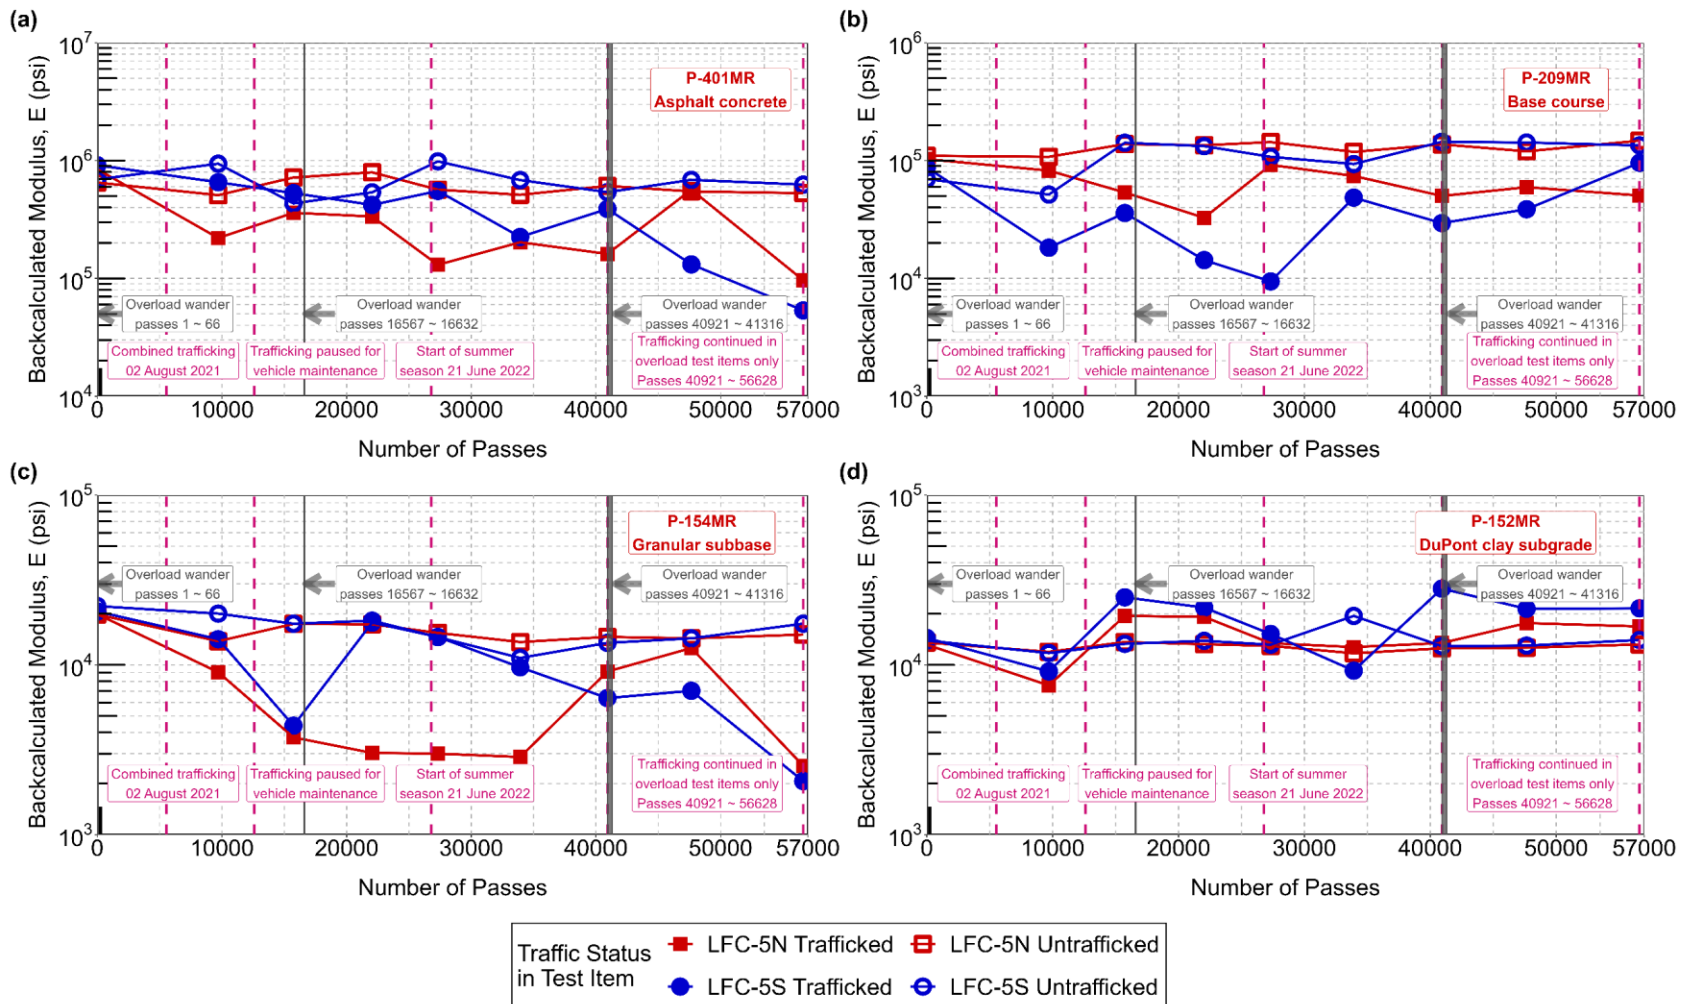 (a)
Backcalculated Modulus, E (psi)
10^7
10^6
10^5
10^4
P-401MR
Asphalt concrete
Overload wander
passes 1 ~ 66
Overload wander
passes 16567 ~ 16632
Overload wander
passes 40921 ~ 41316
Combined trafficking
02 August 2021
Trafficking paused for
vehicle maintenance
Start of summer
season 21 June 2022
Trafficking continued in
overload test items only
Passes 40921 ~ 56628
0 10000 20000 30000 40000 50000 57000
Number of Passes
(b)
Backcalculated Modulus, E (psi)
10^6
10^5
10^4
10^3
P-209MR
Base course
Overload wander
passes 1 ~ 66
Overload wander
passes 16567 ~ 16632
Overload wander
passes 40921 ~ 41316
Combined trafficking
02 August 2021
Trafficking paused for
vehicle maintenance
Start of summer
season 21 June 2022
Trafficking continued in
overload test items only
Passes 40921 ~ 56628
0 10000 20000 30000 40000 50000 57000
Number of Passes
(c)
Backcalculated Modulus, E (psi)
10^5
10^4
10^3
P-154MR
Granular subbase
Overload wander
passes 1 ~ 66
Overload wander
passes 16567 ~ 16632
Overload wander
passes 40921 ~ 41316
Combined trafficking
02 August 2021
Trafficking paused for
vehicle maintenance
Start of summer
season 21 June 2022
Trafficking continued in
overload test items only
Passes 40921 ~ 56628
0 10000 20000 30000 40000 50000 57000
Number of Passes
(d)
Backcalculated Modulus, E (psi)
10^5
10^4
10^3
P-152MR
DuPont clay subgrade
Overload wander
passes 1 ~ 66
Overload wander
passes 16567 ~ 16632
Overload wander
passes 40921 ~ 41316
Combined trafficking
02 August 2021
Trafficking paused for
vehicle maintenance
Start of summer
season 21 June 2022
Trafficking continued in
overload test items only
Passes 40921 ~ 56628
0 10000 20000 30000 40000 50000 57000
Number of Passes
Traffic Status
in Test Item
LFC-5N Trafficked
LFC-5N Untrafficked
LFC-5S Trafficked
LFC-5S Untrafficked